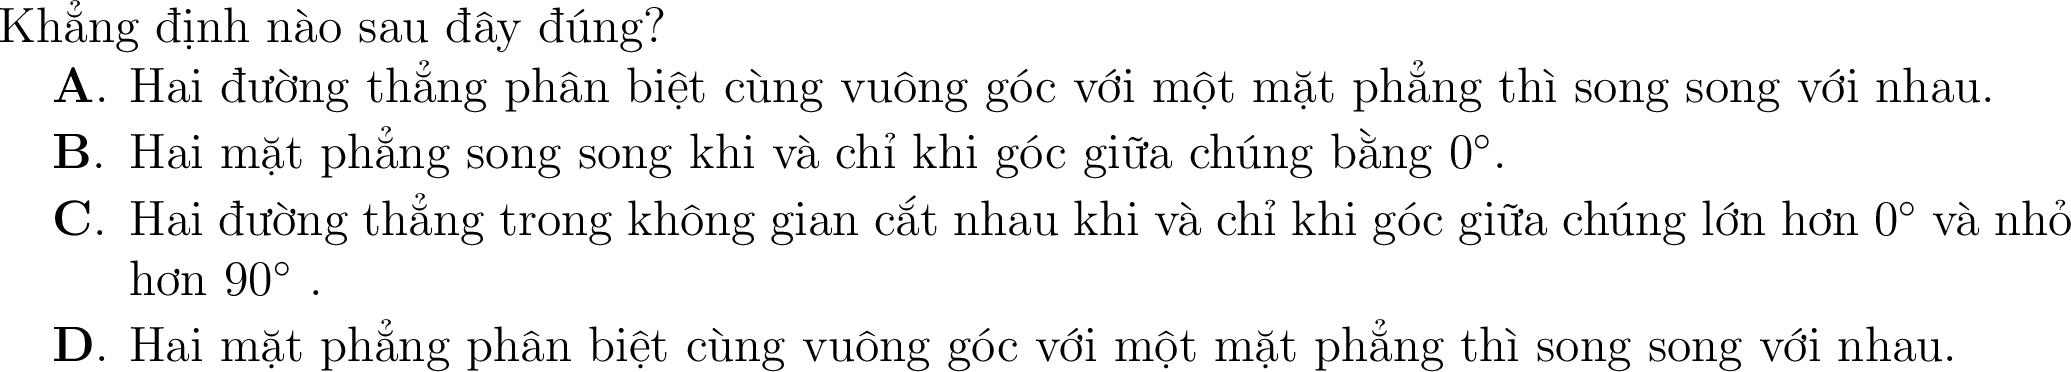 Khẳng định nào sau đây đúng?
A. Hai đường thẳng phân biệt cùng vuông góc với một mặt phẳng thì song song với nhau.
B. Hai mặt phẳng song song khi và chỉ khi góc giữa chúng bằng 0°.
C. Hai đường thẳng trong không gian cắt nhau khi và chỉ khi góc giữa chúng lớn hơn 0° và nhỏ
hơn 90° .
D. Hai mặt phẳng phân biệt cùng vuông góc với một mặt phẳng thì song song với nhau.